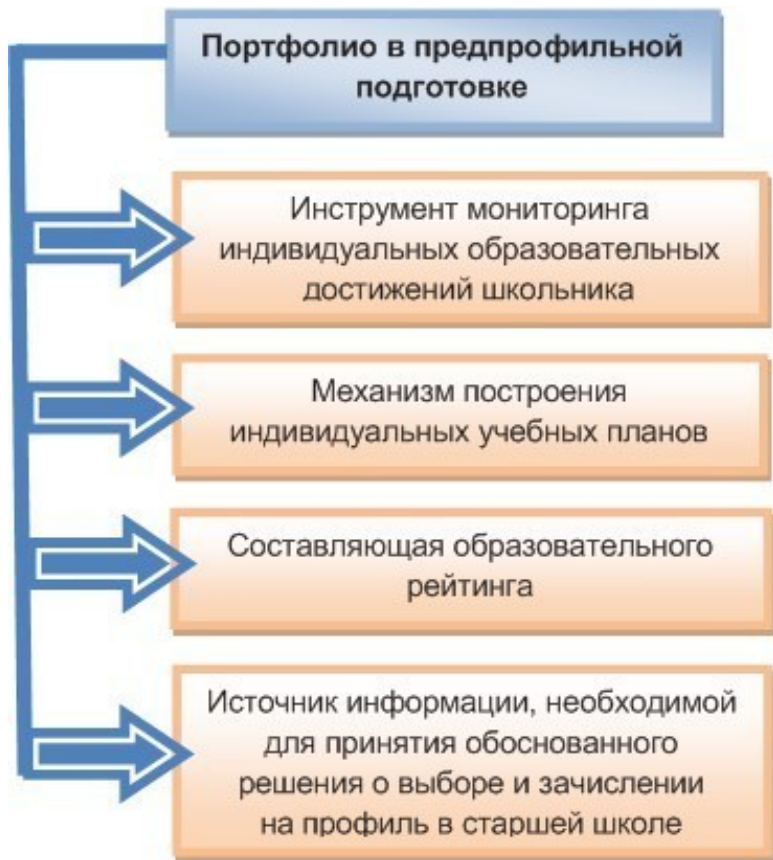 Портфолио в предпрофильной
подготовке
Инструмент мониторинга
индивидуальных образовательных
достижений школьника
Механизм построения
индивидуальных учебных планов
Составляющая образовательного
рейтинга
Источник информации, необходимой
для принятия обоснованного
решения о выборе и зачислении
на профиль в старшей школе